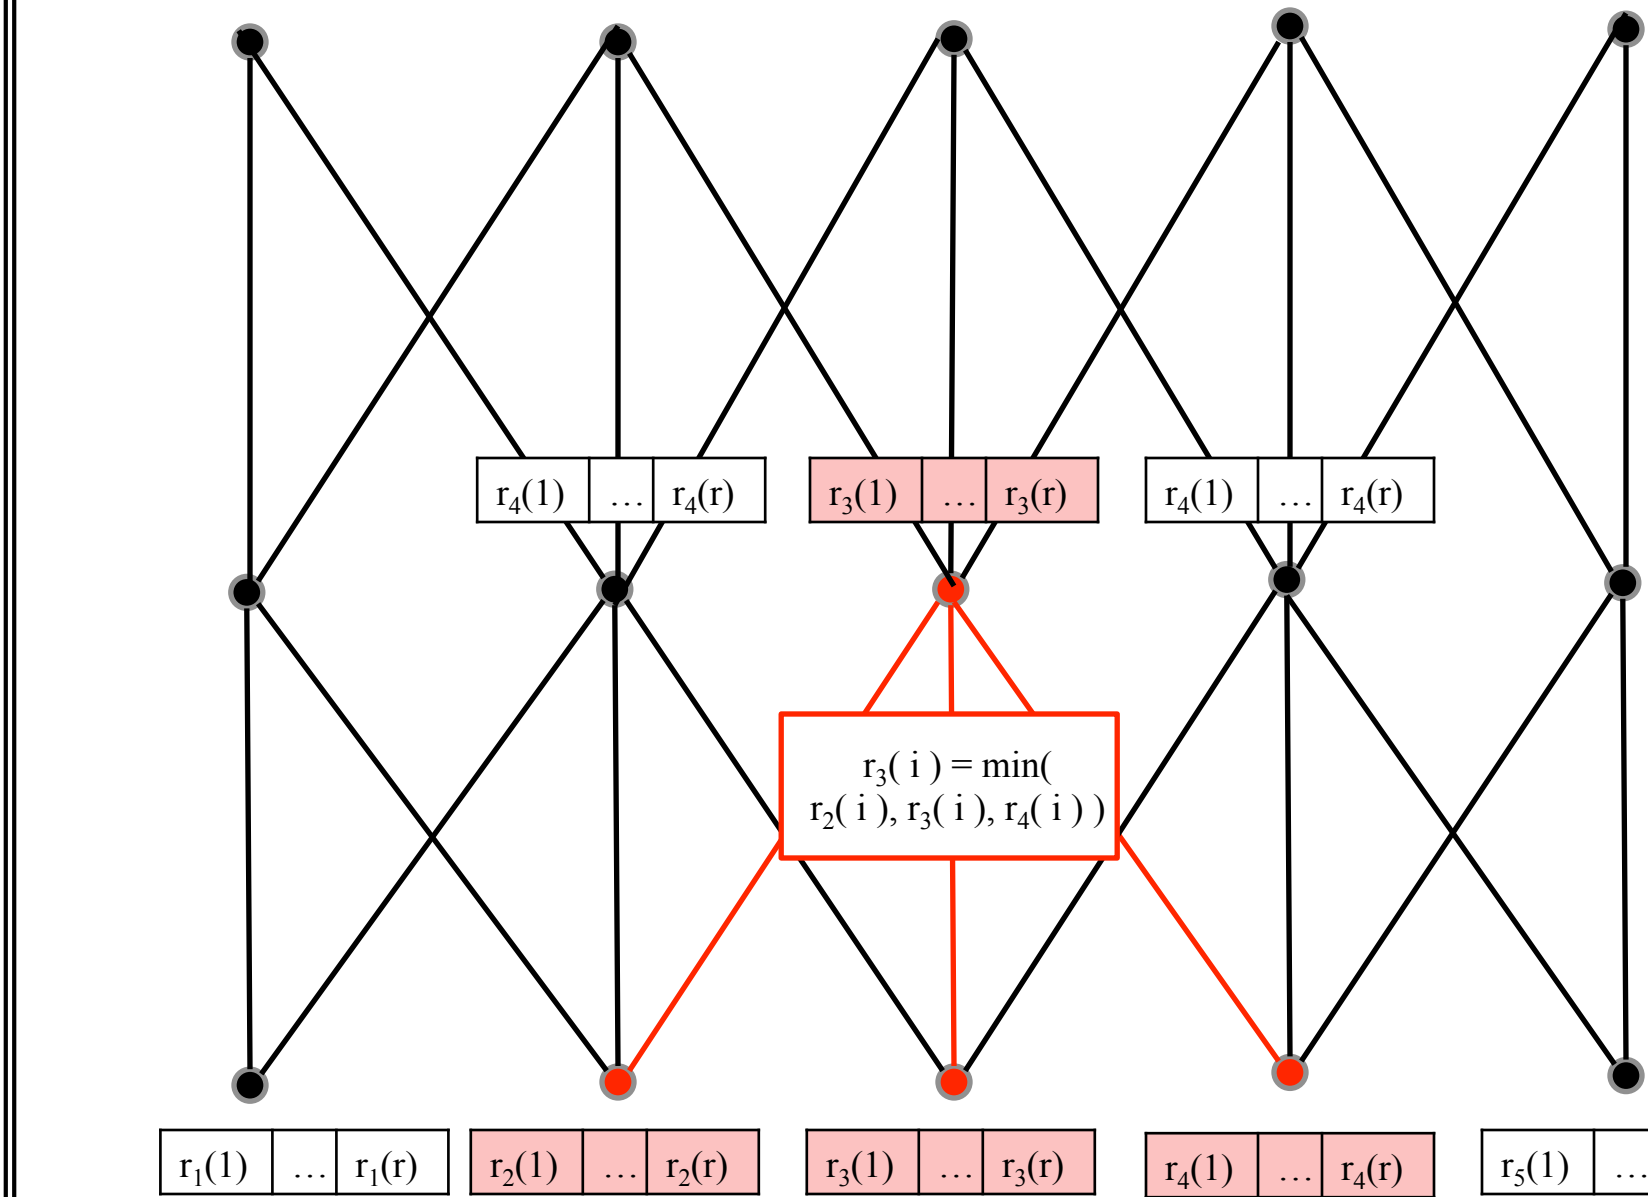 r₄(1) … r₄(r) r₃(1) … r₃(r) r₄(1) … r₄(r)
r₃( i ) = min(
r₂( i ), r₃( i ), r₄( i ) )
r₁(1) … r₁(r) r₂(1) … r₂(r) r₃(1) … r₃(r) r₄(1) … r₄(r) r₅(1) …